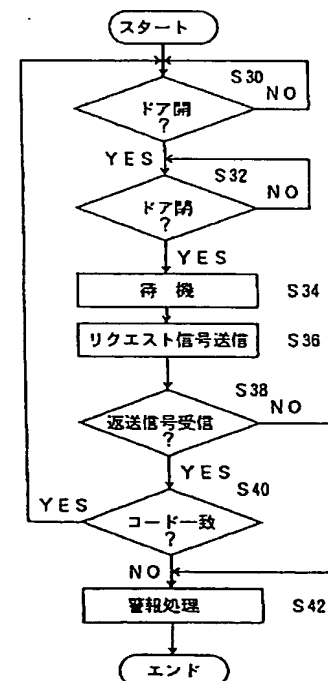 スタート
S30
NO
ドア開
?
YES
S32
NO
ドア閉
?
YES
待機
S34
リクエスト信号送信
S36
S38
NO
返送信号受信
?
YES
S40
YES
コード一致
?
NO
警報処理
S42
エンド